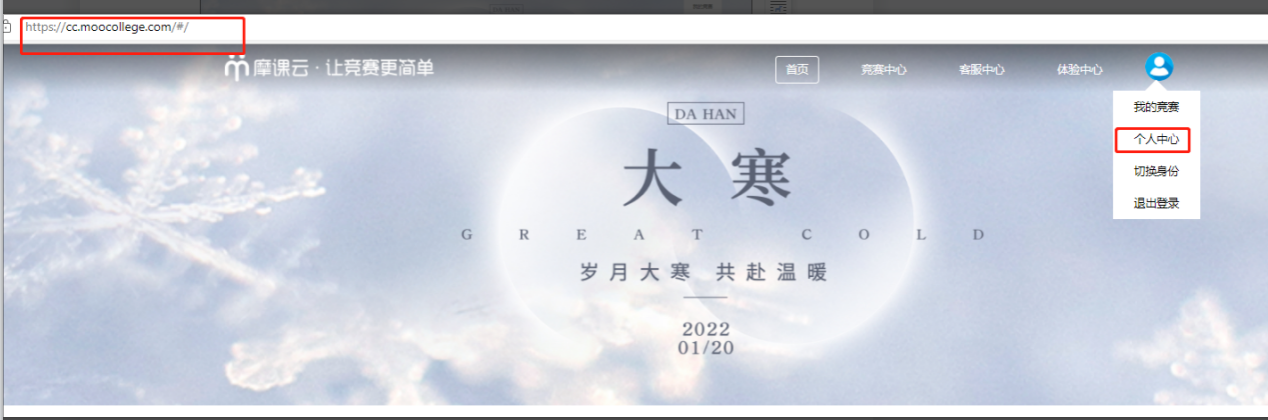 https://cc.moocollege.com/#/
摩课云·让竞赛更简单
首页
竞赛中心
客服中心
体验中心
我的竞赛
个人中心
切换身份
退出登录
DA HAN
大寒
GREAT COLD
岁月大寒 共赴温暖
2022
01/20